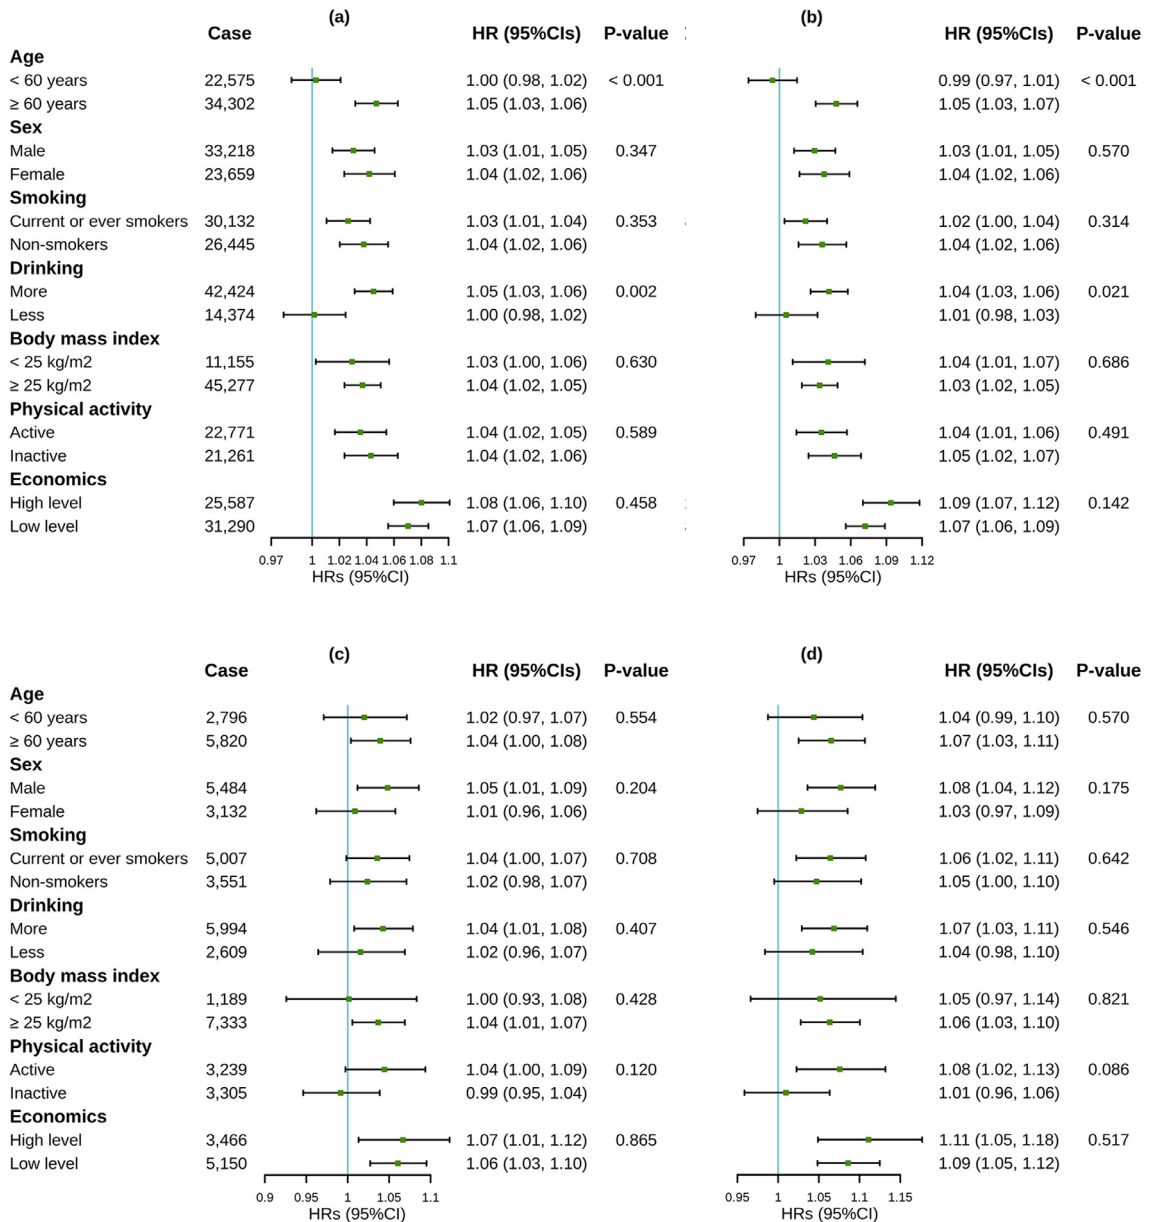 (a) (b)
Case HR (95%CIs) P-value HR (95%CIs) P-value
Age
< 60 years 22,575 1.00 (0.98, 1.02) < 0.001 0.99 (0.97, 1.01) < 0.001
≥ 60 years 34,302 1.05 (1.03, 1.06) 1.05 (1.03, 1.07)
Sex
Male 33,218 1.03 (1.01, 1.05) 0.347 1.03 (1.01, 1.05) 0.570
Female 23,659 1.04 (1.02, 1.06) 1.04 (1.02, 1.06)
Smoking
Current or ever smokers 30,132 1.03 (1.01, 1.04) 0.353 1.02 (1.00, 1.04) 0.314
Non-smokers 26,445 1.04 (1.02, 1.06) 1.04 (1.02, 1.06)
Drinking
More 42,424 1.05 (1.03, 1.06) 0.002 1.04 (1.03, 1.06) 0.021
Less 14,374 1.00 (0.98, 1.02) 1.01 (0.98, 1.03)
Body mass index
< 25 kg/m2 11,155 1.03 (1.00, 1.06) 0.630 1.04 (1.01, 1.07) 0.686
≥ 25 kg/m2 45,277 1.04 (1.02, 1.05) 1.03 (1.02, 1.05)
Physical activity
Active 22,771 1.04 (1.02, 1.05) 0.589 1.04 (1.01, 1.06) 0.491
Inactive 21,261 1.04 (1.02, 1.06) 1.05 (1.02, 1.07)
Economics
High level 25,587 1.08 (1.06, 1.10) 0.458 1.09 (1.07, 1.12) 0.142
Low level 31,290 1.07 (1.06, 1.09) 1.07 (1.06, 1.09)
0.97 1 1.02 1.04 1.06 1.08 1.1 0.97 1 1.03 1.06 1.09 1.12
HRs (95%CI) HRs (95%CI)
(c) (d)
Case HR (95%CIs) P-value HR (95%CIs) P-value
Age
< 60 years 2,796 1.02 (0.97, 1.07) 0.554 1.04 (0.99, 1.10) 0.570
≥ 60 years 5,820 1.04 (1.00, 1.08) 1.07 (1.03, 1.11)
Sex
Male 5,484 1.05 (1.01, 1.09) 0.204 1.08 (1.04, 1.12) 0.175
Female 3,132 1.01 (0.96, 1.06) 1.03 (0.97, 1.09)
Smoking
Current or ever smokers 5,007 1.04 (1.00, 1.07) 0.708 1.06 (1.02, 1.11) 0.642
Non-smokers 3,551 1.02 (0.98, 1.07) 1.05 (1.00, 1.10)
Drinking
More 5,994 1.04 (1.01, 1.08) 0.407 1.07 (1.03, 1.11) 0.546
Less 2,609 1.02 (0.96, 1.07) 1.04 (0.98, 1.10)
Body mass index
< 25 kg/m2 1,189 1.00 (0.93, 1.08) 0.428 1.05 (0.97, 1.14) 0.821
≥ 25 kg/m2 7,333 1.04 (1.01, 1.07) 1.06 (1.03, 1.10)
Physical activity
Active 3,239 1.04 (1.00, 1.09) 0.120 1.08 (1.02, 1.13) 0.086
Inactive 3,305 0.99 (0.95, 1.04) 1.01 (0.96, 1.06)
Economics
High level 3,466 1.07 (1.01, 1.12) 0.865 1.11 (1.05, 1.18) 0.517
Low level 5,150 1.06 (1.03, 1.10) 1.09 (1.05, 1.12)
0.9 0.95 1 1.05 1.1 0.95 1 1.05 1.1 1.15
HRs (95%CI) HRs (95%CI)